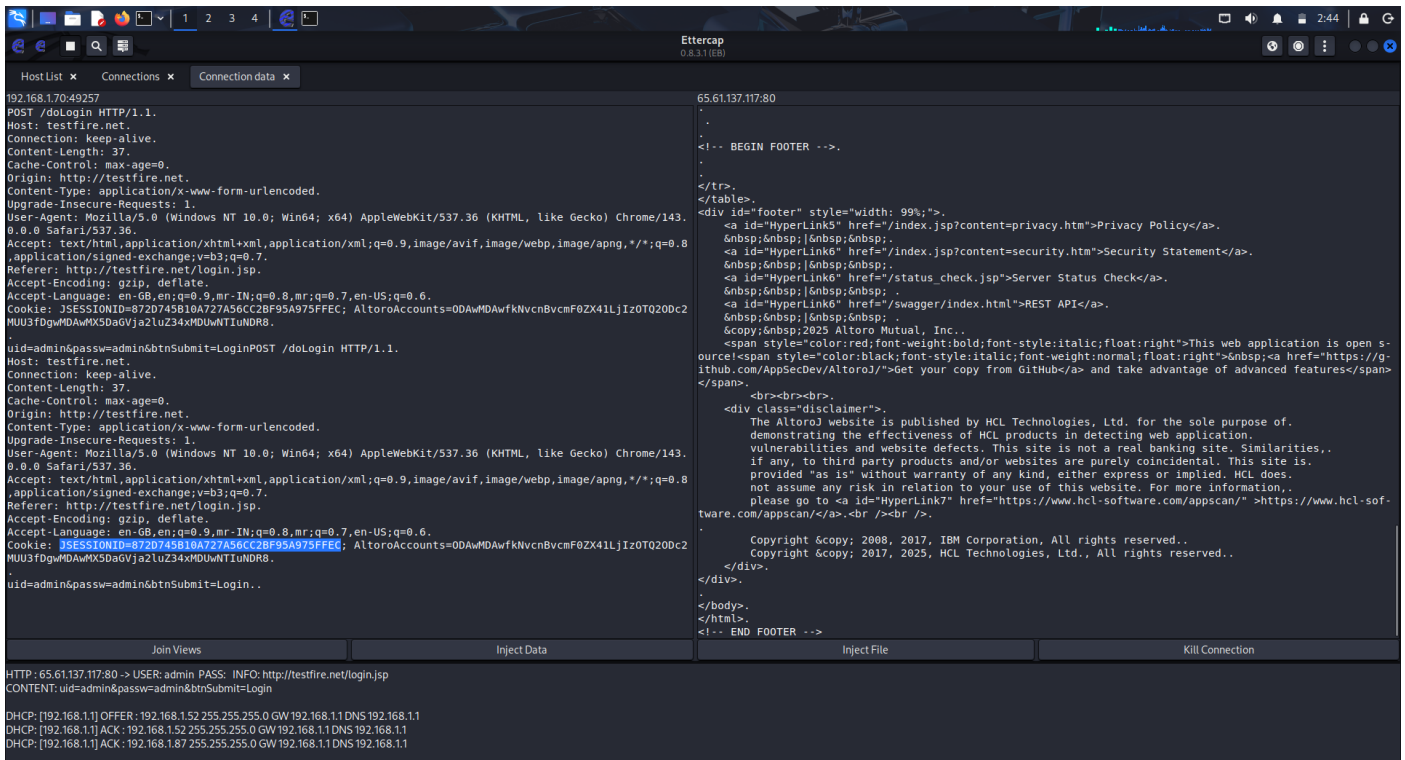 1 2 3 4
2:44
Ettercap
0.8.3.1 (EB)
Host List × Connections × Connection data ×
192.168.1.70:49257
POST /doLogin HTTP/1.1.
Host: testfire.net.
Connection: keep-alive.
Content-Length: 37.
Cache-Control: max-age=0.
Origin: http://testfire.net.
Content-Type: application/x-www-form-urlencoded.
Upgrade-Insecure-Requests: 1.
User-Agent: Mozilla/5.0 (Windows NT 10.0; Win64; x64) AppleWebKit/537.36 (KHTML, like Gecko) Chrome/143.
0.0.0 Safari/537.36.
Accept: text/html,application/xhtml+xml,application/xml;q=0.9,image/avif,image/webp,image/apng,*/*;q=0.8
,application/signed-exchange;v=b3;q=0.7.
Referer: http://testfire.net/login.jsp.
Accept-Encoding: gzip, deflate.
Accept-Language: en-GB,en;q=0.9,mr-IN;q=0.8,mr;q=0.7,en-US;q=0.6.
Cookie: JSESSIONID=872D745B10A727A56CC2BF95A975FFEC; AltoroAccounts=ODAwMDAwfkNvcnBvcmF0ZX41LjIzOTQ2ODc2
MUU3fDgwMDAwMX5DaGVja2luZ34xMDUwNTIuNDR8.
.
uid=admin&passw=admin&btnSubmit=LoginPOST /doLogin HTTP/1.1.
Host: testfire.net.
Connection: keep-alive.
Content-Length: 37.
Cache-Control: max-age=0.
Origin: http://testfire.net.
Content-Type: application/x-www-form-urlencoded.
Upgrade-Insecure-Requests: 1.
User-Agent: Mozilla/5.0 (Windows NT 10.0; Win64; x64) AppleWebKit/537.36 (KHTML, like Gecko) Chrome/143.
0.0.0 Safari/537.36.
Accept: text/html,application/xhtml+xml,application/xml;q=0.9,image/avif,image/webp,image/apng,*/*;q=0.8
,application/signed-exchange;v=b3;q=0.7.
Referer: http://testfire.net/login.jsp.
Accept-Encoding: gzip, deflate.
Accept-Language: en-GB,en;q=0.9,mr-IN;q=0.8,mr;q=0.7,en-US;q=0.6.
Cookie: JSESSIONID=872D745B10A727A56CC2BF95A975FFEC; AltoroAccounts=ODAwMDAwfkNvcnBvcmF0ZX41LjIzOTQ2ODc2
MUU3fDgwMDAwMX5DaGVja2luZ34xMDUwNTIuNDR8.
.
uid=admin&passw=admin&btnSubmit=Login..
65.61.137.117:80
.
.
.
<!-- BEGIN FOOTER -->.
.
.
</tr>.
</table>.
<div id="footer" style="width: 99%;">.
<a id="HyperLink5" href="/index.jsp?content=privacy.htm">Privacy Policy</a>.
&nbsp;&nbsp;|&nbsp;&nbsp;.
<a id="HyperLink6" href="/index.jsp?content=security.htm">Security Statement</a>.
&nbsp;&nbsp;|&nbsp;&nbsp;.
<a id="HyperLink6" href="/status_check.jsp">Server Status Check</a>.
&nbsp;&nbsp;|&nbsp;&nbsp; .
<a id="HyperLink6" href="/swagger/index.html">REST API</a>.
&nbsp;&nbsp;|&nbsp;&nbsp; .
&copy;&nbsp;2025 Altoro Mutual, Inc..
<span style="color:red;font-weight:bold;font-style:italic;float:right">This web application is open s-
ource!<span style="color:black;font-style:italic;font-weight:normal;float:right">&nbsp;<a href="https://g-
ithub.com/AppSecDev/AltoroJ/">Get your copy from GitHub</a> and take advantage of advanced features</span>
</span>.
<br><br><br>.
<div class="disclaimer">.
The AltoroJ website is published by HCL Technologies, Ltd. for the sole purpose of.
demonstrating the effectiveness of HCL products in detecting web application.
vulnerabilities and website defects. This site is not a real banking site. Similarities,.
if any, to third party products and/or websites are purely coincidental. This site is.
provided "as is" without warranty of any kind, either express or implied. HCL does.
not assume any risk in relation to your use of this website. For more information,.
please go to <a id="HyperLink7" href="https://www.hcl-software.com/appscan/" >https://www.hcl-sof-
tware.com/appscan/</a>.<br /><br />.
.
Copyright &copy; 2008, 2017, IBM Corporation, All rights reserved..
Copyright &copy; 2017, 2025, HCL Technologies, Ltd., All rights reserved..
</div>.
</div>.
.
</body>.
</html>.
<!-- END FOOTER -->
Join Views Inject Data Inject File Kill Connection
HTTP : 65.61.137.117:80 -> USER: admin PASS: INFO: http://testfire.net/login.jsp
CONTENT: uid=admin&passw=admin&btnSubmit=Login
DHCP: [192.168.1.1] OFFER : 192.168.1.52 255.255.255.0 GW 192.168.1.1 DNS 192.168.1.1
DHCP: [192.168.1.1] ACK : 192.168.1.52 255.255.255.0 GW 192.168.1.1 DNS 192.168.1.1
DHCP: [192.168.1.1] ACK : 192.168.1.87 255.255.255.0 GW 192.168.1.1 DNS 192.168.1.1